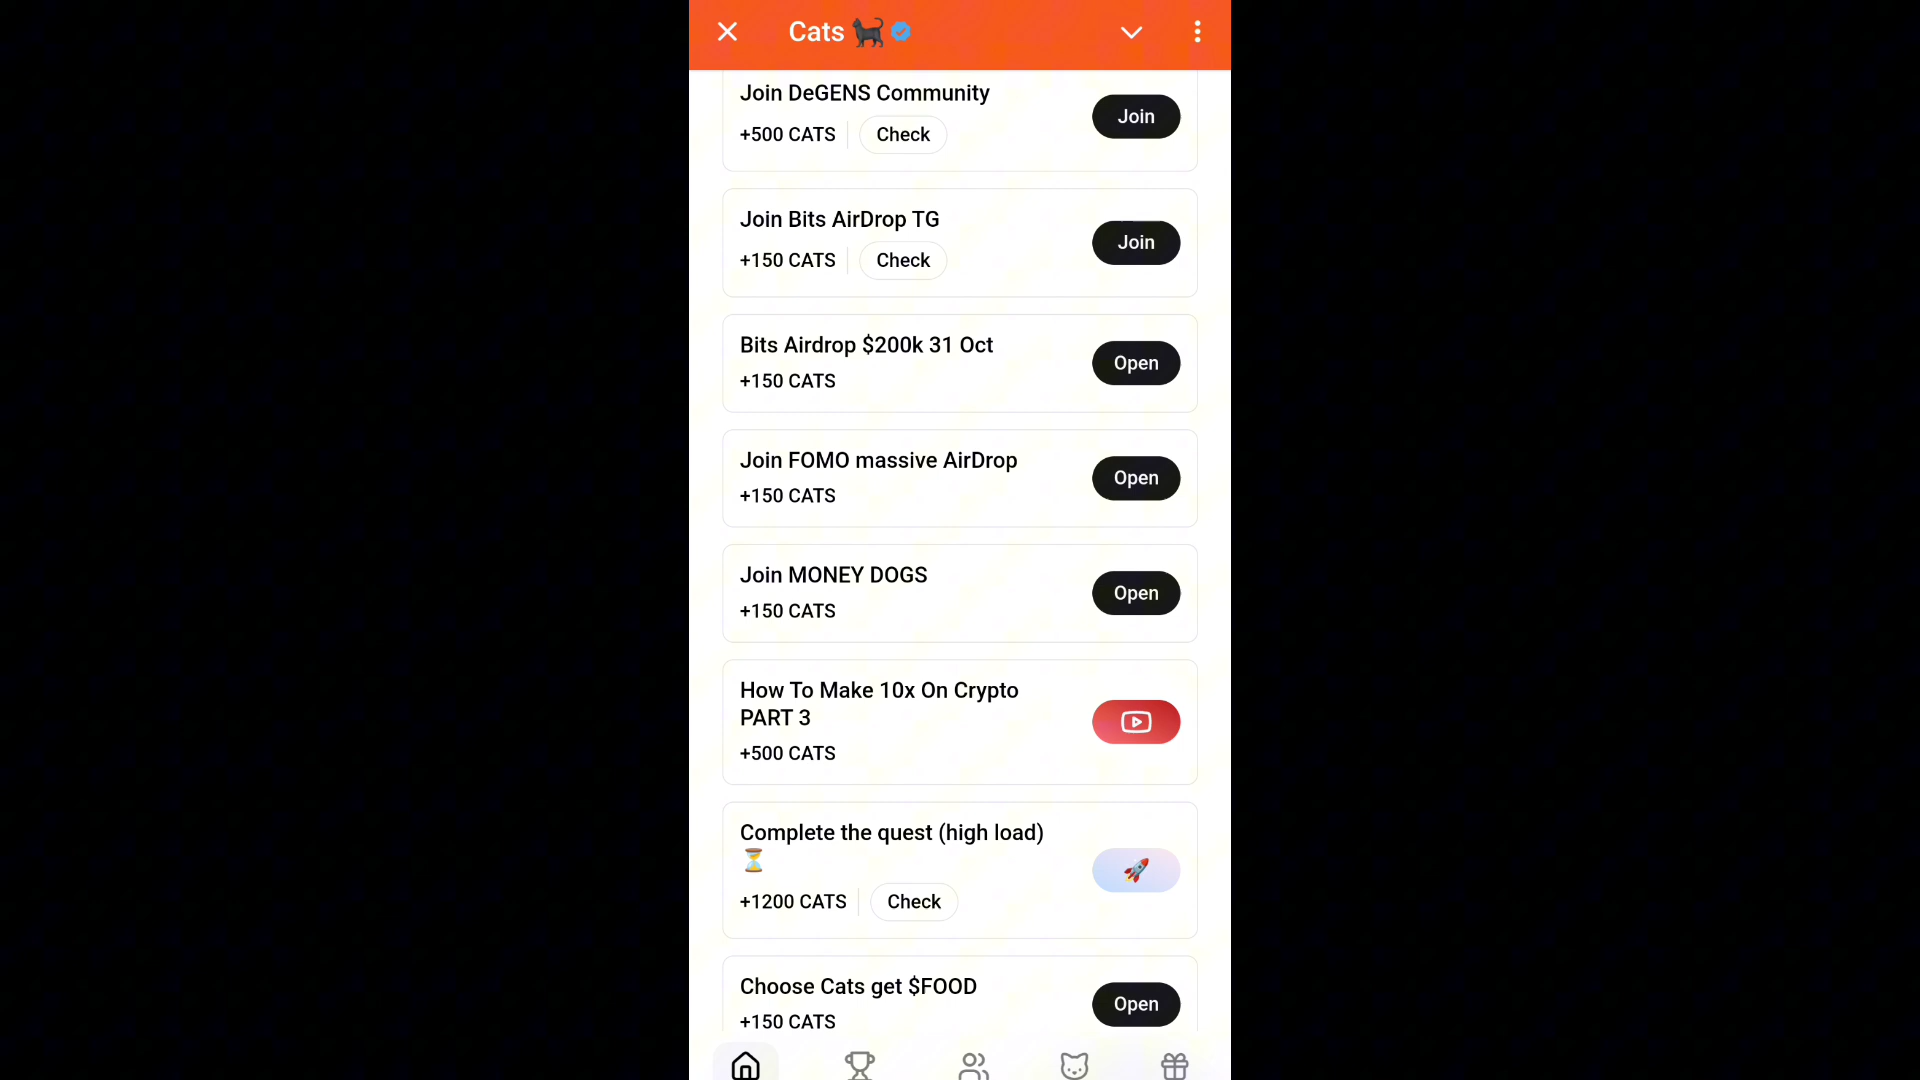 Cats 🐈‍⬛
Join DeGENS Community
+500 CATS
Check
Join
Join Bits AirDrop TG
+150 CATS
Check
Join
Bits Airdrop $200k 31 Oct
+150 CATS
Open
Join FOMO massive AirDrop
+150 CATS
Open
Join MONEY DOGS
+150 CATS
Open
How To Make 10x On Crypto
PART 3
+500 CATS
Complete the quest (high load)
⏳
+1200 CATS
Check
🚀
Choose Cats get $FOOD
+150 CATS
Open